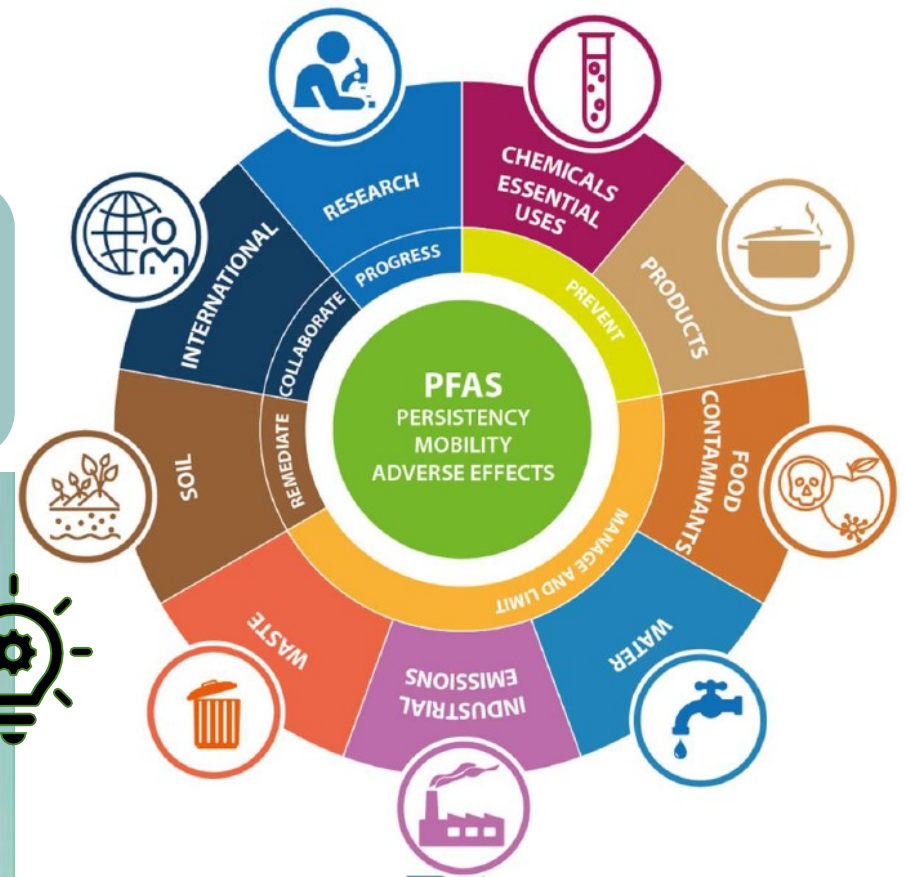 PFAS
PERSISTENCY
MOBILITY
ADVERSE EFFECTS
PREVENT
MANAGE AND LIMIT
REMEDIATE
COLLABORATE
PROGRESS
CHEMICALS
ESSENTIAL
USES
PRODUCTS
FOOD
CONTAMINANTS
WATER
INDUSTRIAL
EMISSIONS
WASTE
SOIL
INTERNATIONAL
RESEARCH